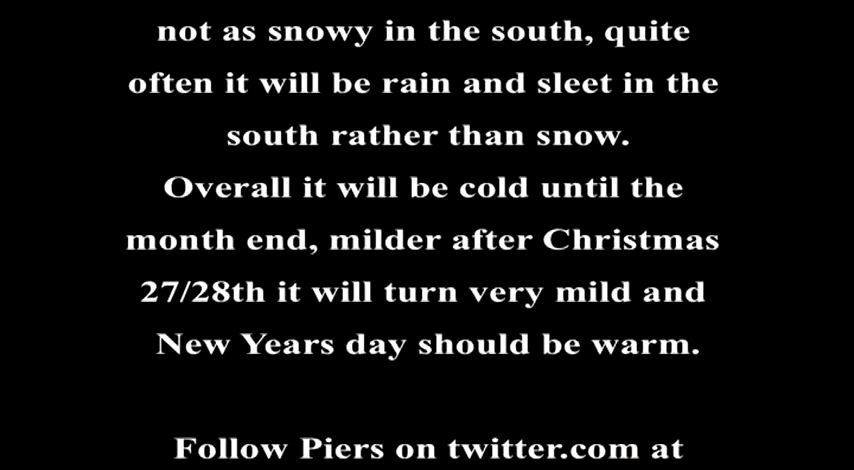 not as snowy in the south, quite
often it will be rain and sleet in the
south rather than snow.
Overall it will be cold until the
month end, milder after Christmas
27/28th it will turn very mild and
New Years day should be warm.
Follow Piers on twitter.com at